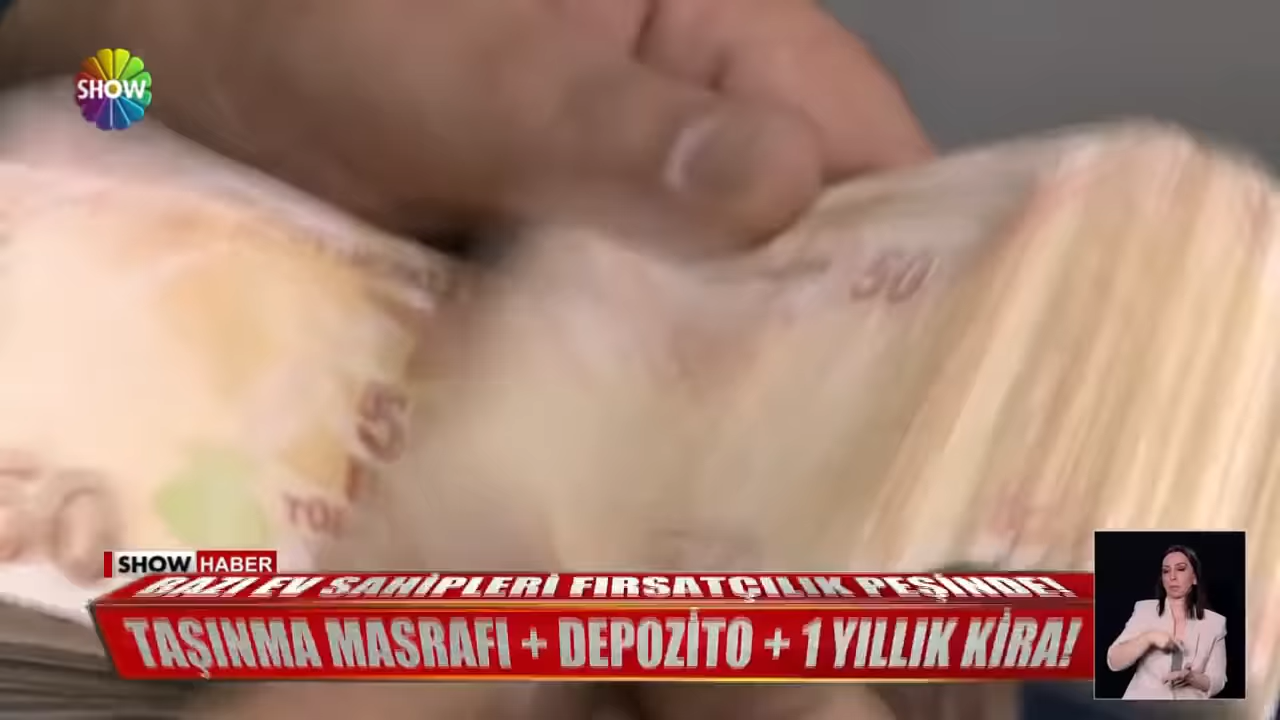 SHOW
50
5
SHOW HABER
BAZI EV SAHİPLERİ FIRSATÇILIK PEŞİNDE!
TAŞINMA MASRAFI + DEPOZİTO + 1 YILLIK KİRA!